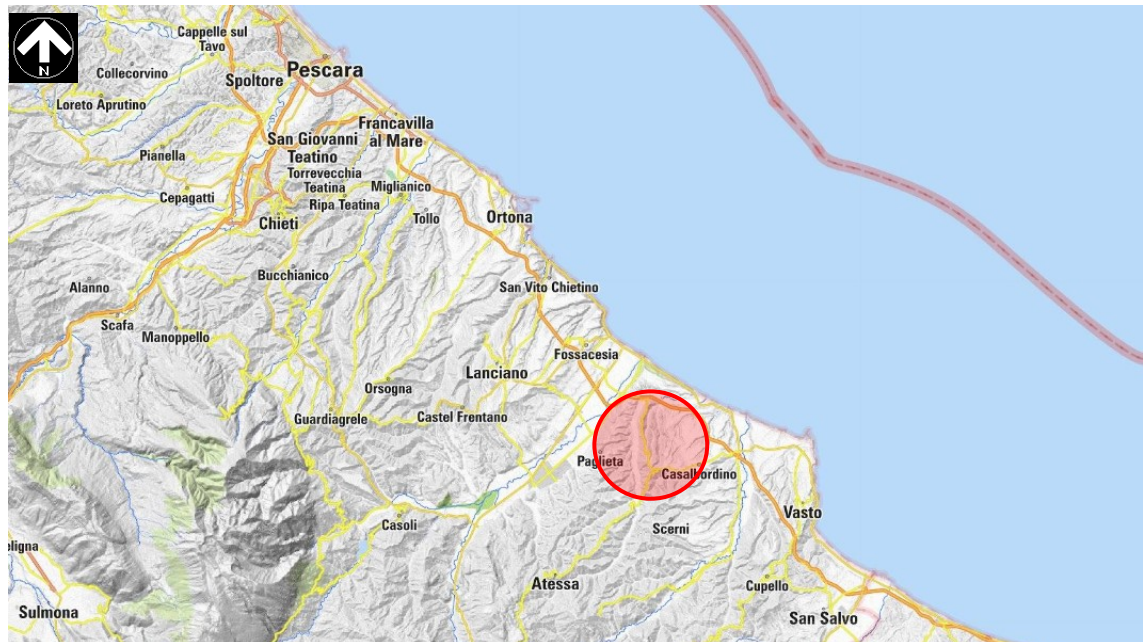 Cappelle sul
Tavo
Collecorvino
Pescara
Spoltore
Loreto Aprutino
Francavilla
al Mare
San Giovanni
Teatino
Pianella
Torrevecchia
Teatina
Miglianico
Cepagatti
Ripa Teatina
Tollo
Ortona
Chieti
Bucchianico
Alanno
San Vito Chietino
Scafa
Manoppello
Fossacesia
Lanciano
Orsogna
Guardiagrele
Castel Frentano
Paglieta
Casalbordino
Casoli
Scerni
Vasto
eligna
Atessa
Cupello
Sulmona
San Salvo
N